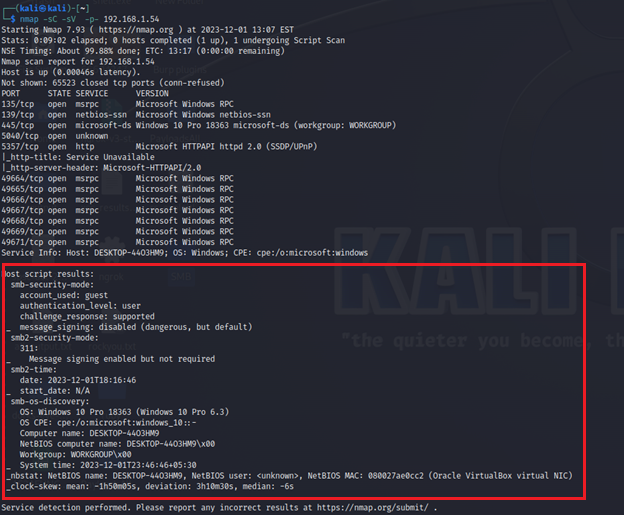 (kali㉿kali)-[~]
$ nmap -sC -sV -p- 192.168.1.54
Starting Nmap 7.93 ( https://nmap.org ) at 2023-12-01 13:07 EST
Stats: 0:09:02 elapsed; 0 hosts completed (1 up), 1 undergoing Script Scan
NSE Timing: About 99.88% done; ETC: 13:17 (0:00:00 remaining)
Nmap scan report for 192.168.1.54
Host is up (0.00046s latency).
Not shown: 65523 closed tcp ports (conn-refused)
PORT STATE SERVICE VERSION
135/tcp open msrpc Microsoft Windows RPC
139/tcp open netbios-ssn Microsoft Windows netbios-ssn
445/tcp open microsoft-ds Windows 10 Pro 18363 microsoft-ds (workgroup: WORKGROUP)
5040/tcp open unknown
5357/tcp open http Microsoft HTTPAPI httpd 2.0 (SSDP/UPnP)
|_http-title: Service Unavailable
|_http-server-header: Microsoft-HTTPAPI/2.0
49664/tcp open msrpc Microsoft Windows RPC
49665/tcp open msrpc Microsoft Windows RPC
49666/tcp open msrpc Microsoft Windows RPC
49667/tcp open msrpc Microsoft Windows RPC
49668/tcp open msrpc Microsoft Windows RPC
49669/tcp open msrpc Microsoft Windows RPC
49671/tcp open msrpc Microsoft Windows RPC
Service Info: Host: DESKTOP-44O3HM9; OS: Windows; CPE: cpe:/o:microsoft:windows
KALI
"the quieter you become, th
Host script results:
smb-security-mode:
account_used: guest
authentication_level: user
challenge_response: supported
_ message_signing: disabled (dangerous, but default)
smb2-security-mode:
311:
_ Message signing enabled but not required
smb2-time:
date: 2023-12-01T18:16:46
_ start_date: N/A
smb-os-discovery:
OS: Windows 10 Pro 18363 (Windows 10 Pro 6.3)
OS CPE: cpe:/o:microsoft:windows_10::-
Computer name: DESKTOP-44O3HM9
NetBIOS computer name: DESKTOP-44O3HM9\x00
Workgroup: WORKGROUP\x00
_ System time: 2023-12-01T23:46:46+05:30
_nbstat: NetBIOS name: DESKTOP-44O3HM9, NetBIOS user: <unknown>, NetBIOS MAC: 080027ae0cc2 (Oracle VirtualBox virtual NIC)
_clock-skew: mean: -1h50m05s, deviation: 3h10m30s, median: -6s
Service detection performed. Please report any incorrect results at https://nmap.org/submit/ .